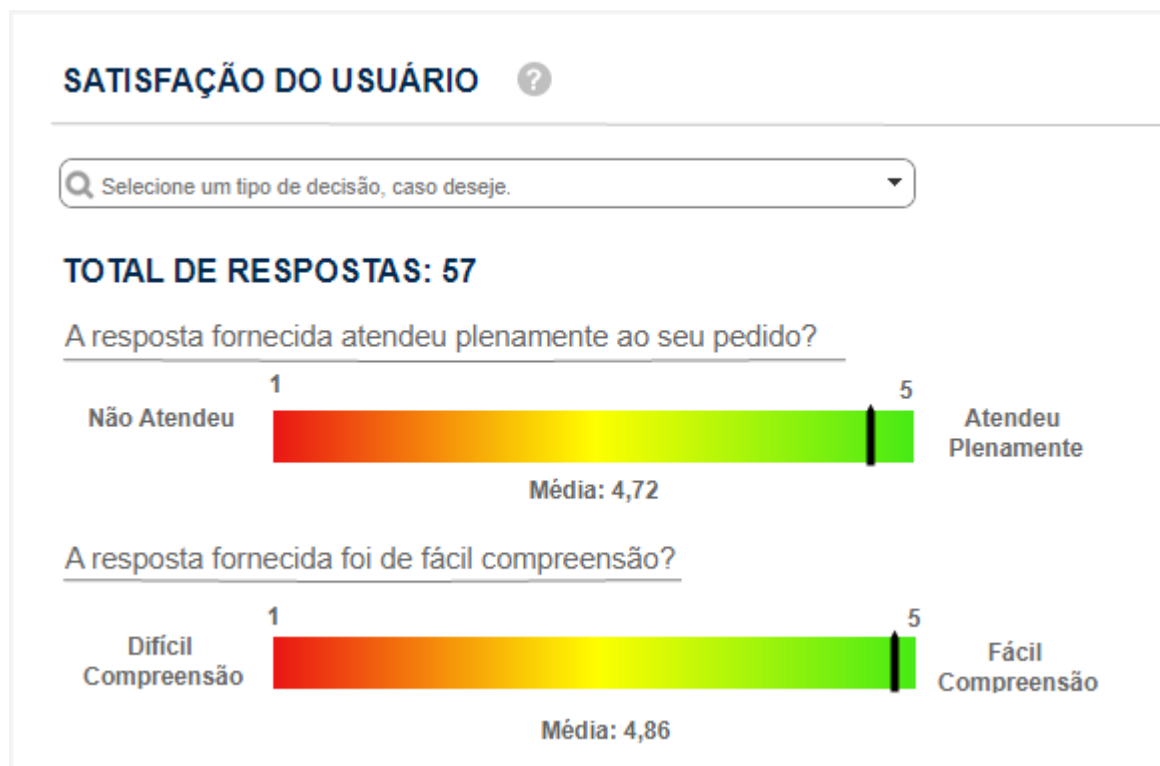 SATISFAÇÃO DO USUÁRIO ?
Selecione um tipo de decisão, caso deseje.
TOTAL DE RESPOSTAS: 57
A resposta fornecida atendeu plenamente ao seu pedido?
1 5
Não Atendeu
Atendeu
Plenamente
Média: 4,72
A resposta fornecida foi de fácil compreensão?
1 5
Difícil
Compreensão
Fácil
Compreensão
Média: 4,86